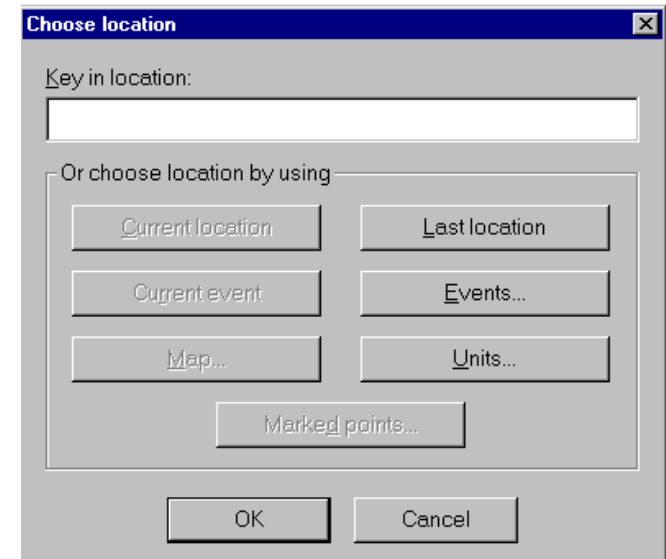 Choose location
Key in location:
Or choose location by using
Current location
Last location
Current event
Events...
Map...
Units...
Marked points...
OK
Cancel